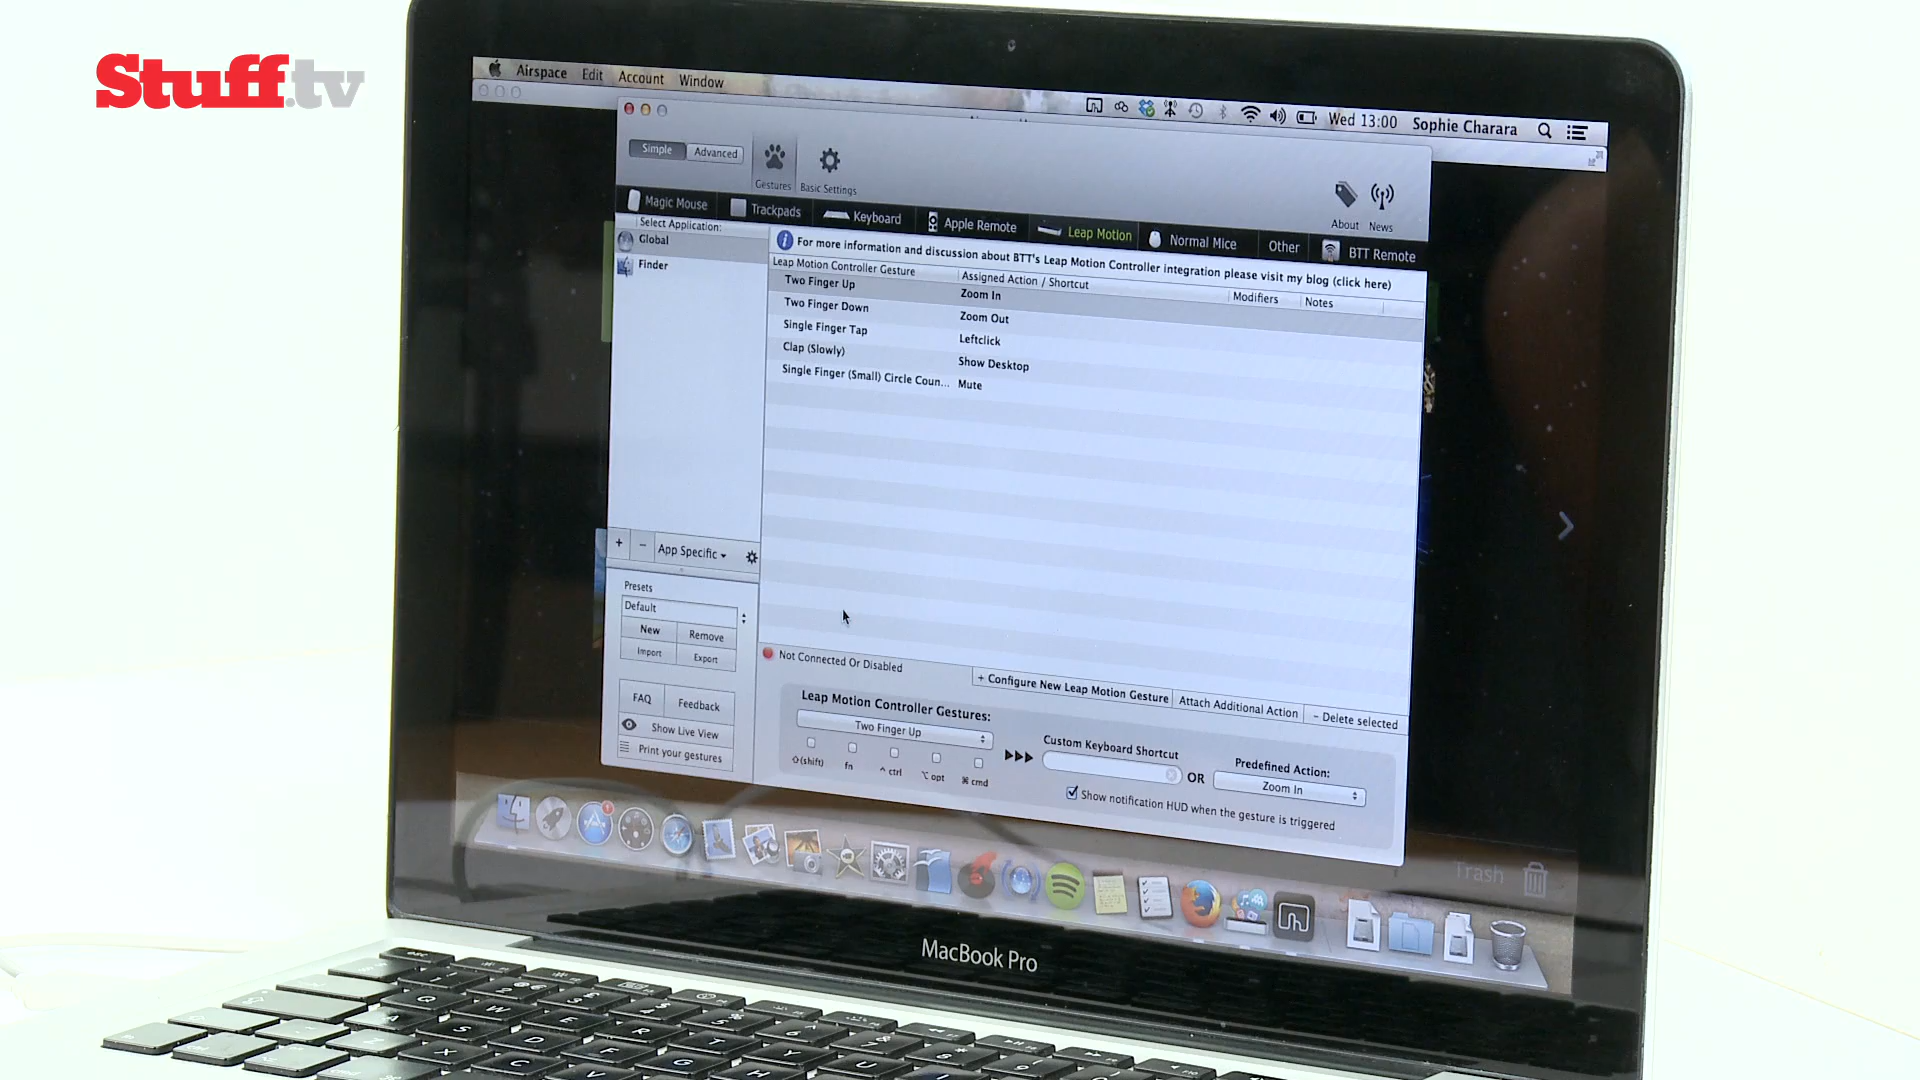 Stuff.tv
Airspace Edit Account Window
Wed 13:00 Sophie Charara
Simple Advanced
Gestures Basic Settings
About News
Magic Mouse Trackpads Keyboard Apple Remote Leap Motion Normal Mice Other BTT Remote
Select Application:
Global
Finder
For more information and discussion about BTT's Leap Motion Controller integration please visit my blog (click here)
Leap Motion Controller Gesture Assigned Action / Shortcut Modifiers Notes
Two Finger Up Zoom In
Two Finger Down Zoom Out
Single Finger Tap Leftclick
Clap (Slowly) Show Desktop
Single Finger (Small) Circle Coun... Mute
+ - App Specific
Presets
Default
New Remove
Import Export
FAQ Feedback
Show Live View
Print your gestures
Not Connected Or Disabled
+ Configure New Leap Motion Gesture Attach Additional Action - Delete selected
Leap Motion Controller Gestures:
Two Finger Up
⇧(shift) fn ^ ctrl ⌥ opt ⌘ cmd
Custom Keyboard Shortcut
OR
Predefined Action:
Zoom In
Show notification HUD when the gesture is triggered
Trash
MacBook Pro
esc
Q W E R T Y U
A S D F G H
Z X C V